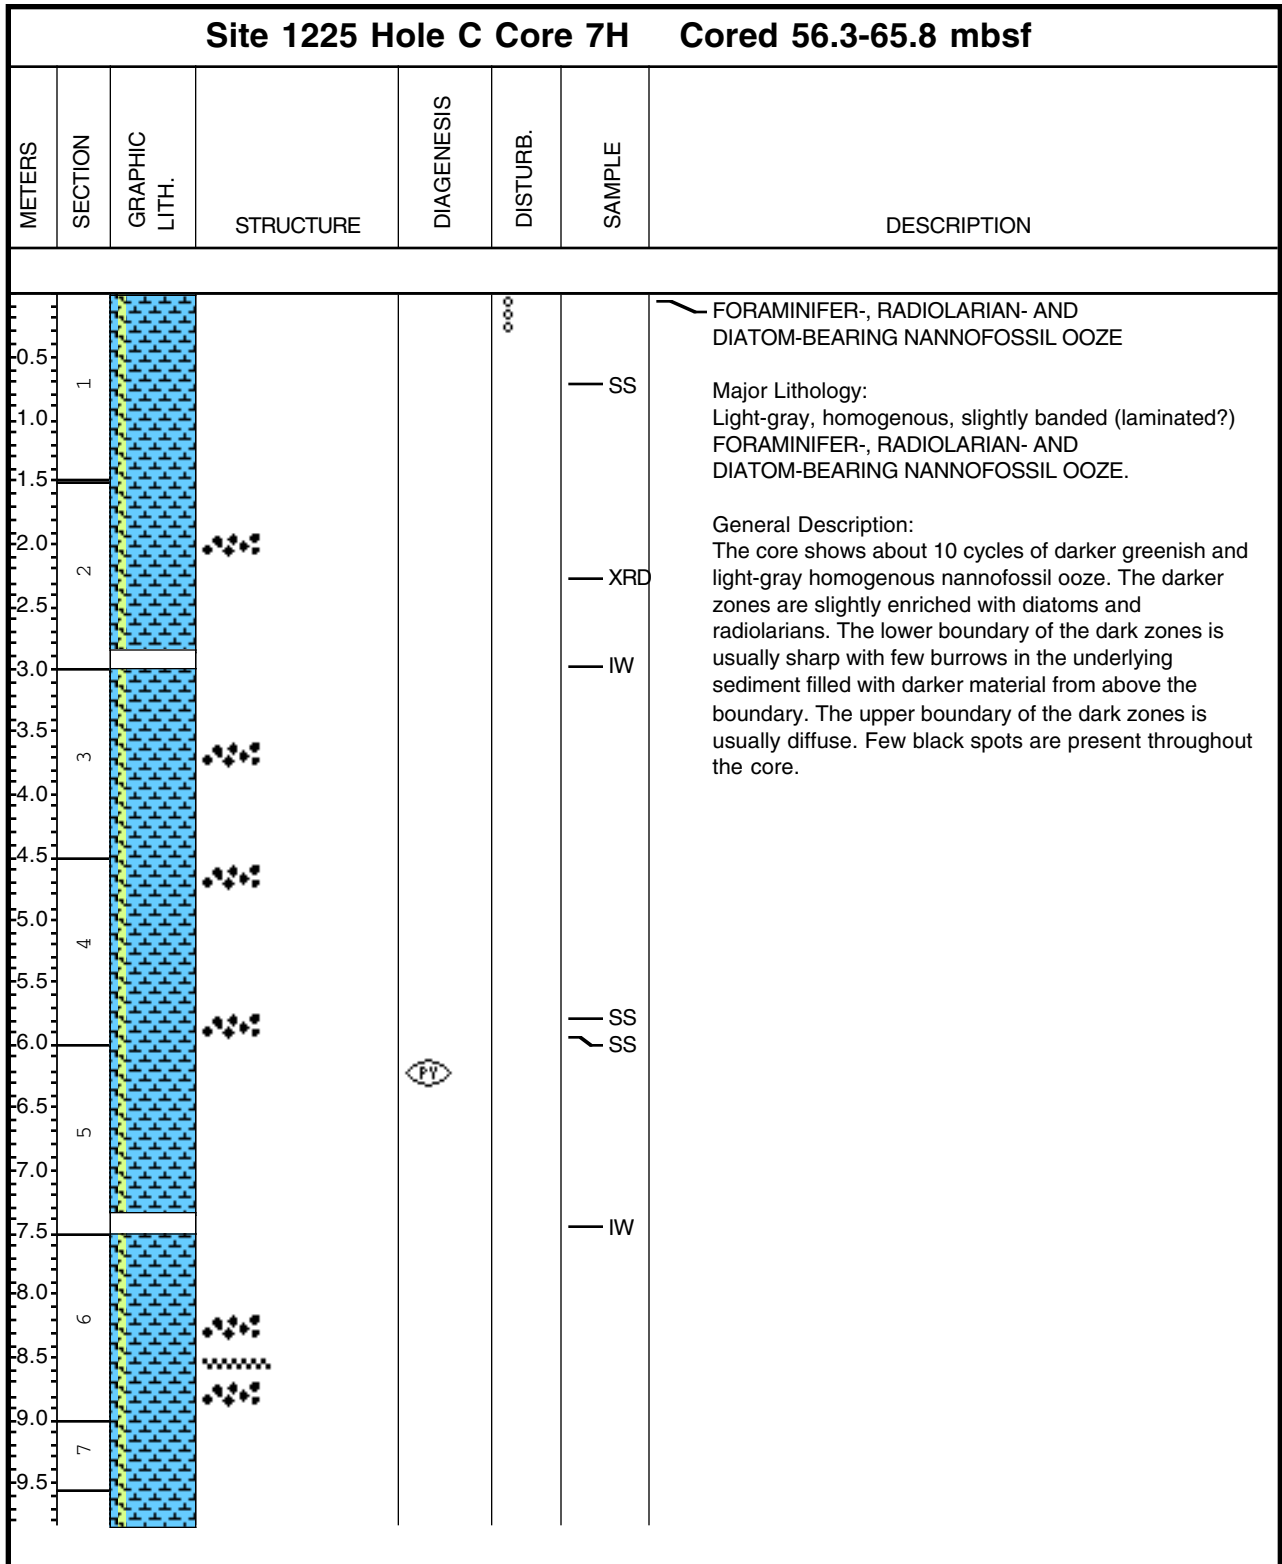 Site 1225 Hole C Core 7H Cored 56.3-65.8 mbsf
METERS
SECTION
GRAPHIC
LITH.
STRUCTURE
DIAGENESIS
DISTURB.
SAMPLE
DESCRIPTION
FORAMINIFER-, RADIOLARIAN- AND
DIATOM-BEARING NANNOFOSSIL OOZE
Major Lithology:
Light-gray, homogenous, slightly banded (laminated?)
FORAMINIFER-, RADIOLARIAN- AND
DIATOM-BEARING NANNOFOSSIL OOZE.
General Description:
The core shows about 10 cycles of darker greenish and
light-gray homogenous nannofossil ooze. The darker
zones are slightly enriched with diatoms and
radiolarians. The lower boundary of the dark zones is
usually sharp with few burrows in the underlying
sediment filled with darker material from above the
boundary. The upper boundary of the dark zones is
usually diffuse. Few black spots are present throughout
the core.
0.5
1.0
1.5
2.0
2.5
3.0
3.5
4.0
4.5
5.0
5.5
6.0
6.5
7.0
7.5
8.0
8.5
9.0
9.5
1
2
3
4
5
6
7
PY
SS
XRD
IW
SS
SS
IW